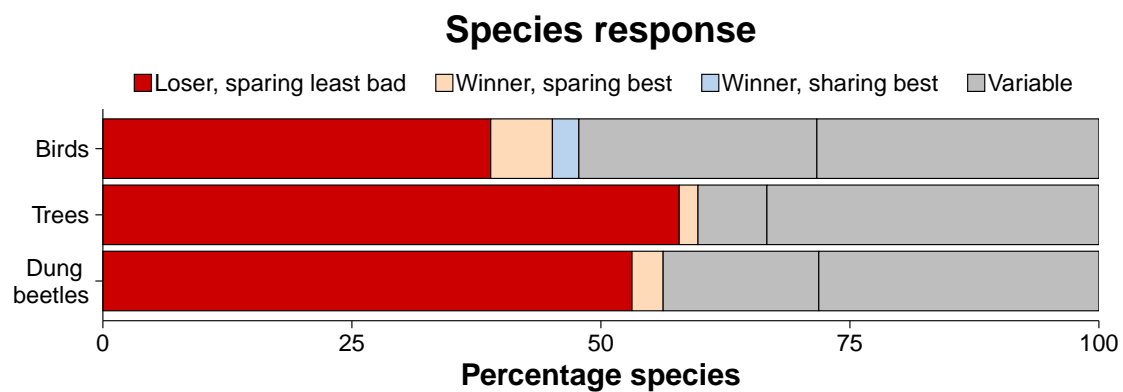 Species response
Loser, sparing least bad Winner, sparing best Winner, sharing best Variable
Birds
Trees
Dung
beetles
0 25 50 75 100
Percentage species